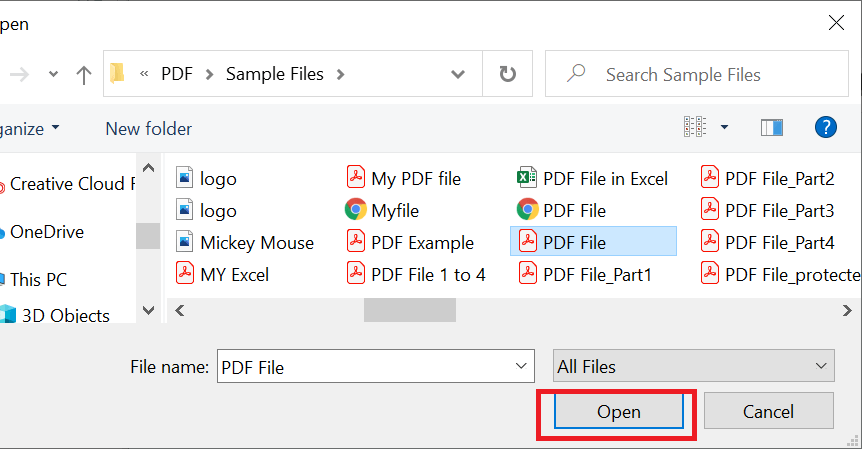 pen
« PDF > Sample Files >
Search Sample Files
ganize
New folder
?
Creative Cloud F
OneDrive
This PC
3D Objects
logo
logo
Mickey Mouse
MY Excel
My PDF file
Myfile
PDF Example
PDF File 1 to 4
PDF File in Excel
PDF File
PDF File
PDF File_Part1
PDF File_Part2
PDF File_Part3
PDF File_Part4
PDF File_protecte
File name: PDF File
All Files
Open
Cancel